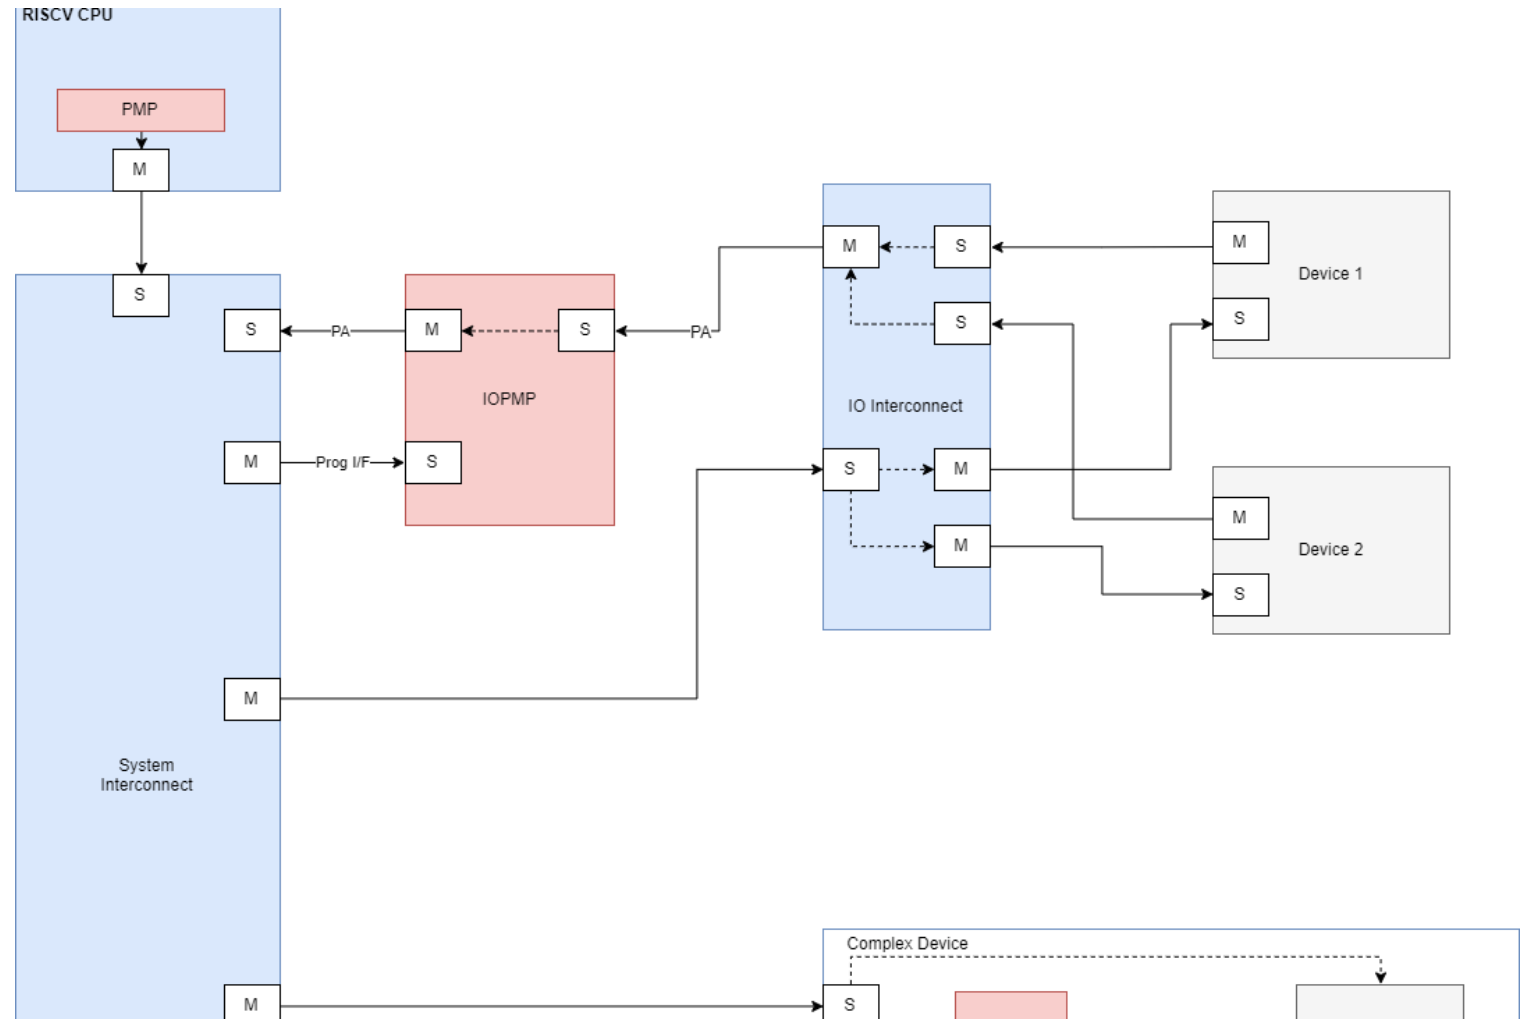 RISCV CPU
PMP
M
S
S
PA
M
S
PA
IOPMP
M
Prog I/F
S
M
S
M
Device 1
S
S
IO Interconnect
S
M
M
M
Device 2
S
M
System
Interconnect
Complex Device
M
S